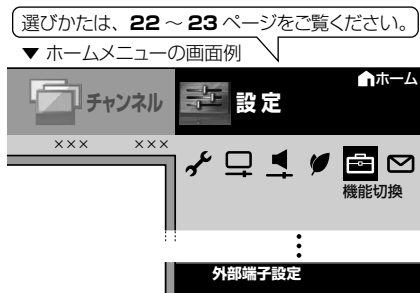 選びかたは、22～23ページをご覧ください。
▼ ホームメニューの画面例
ホーム
チャンネル
設定
××× ×××
機能切換
外部端子設定